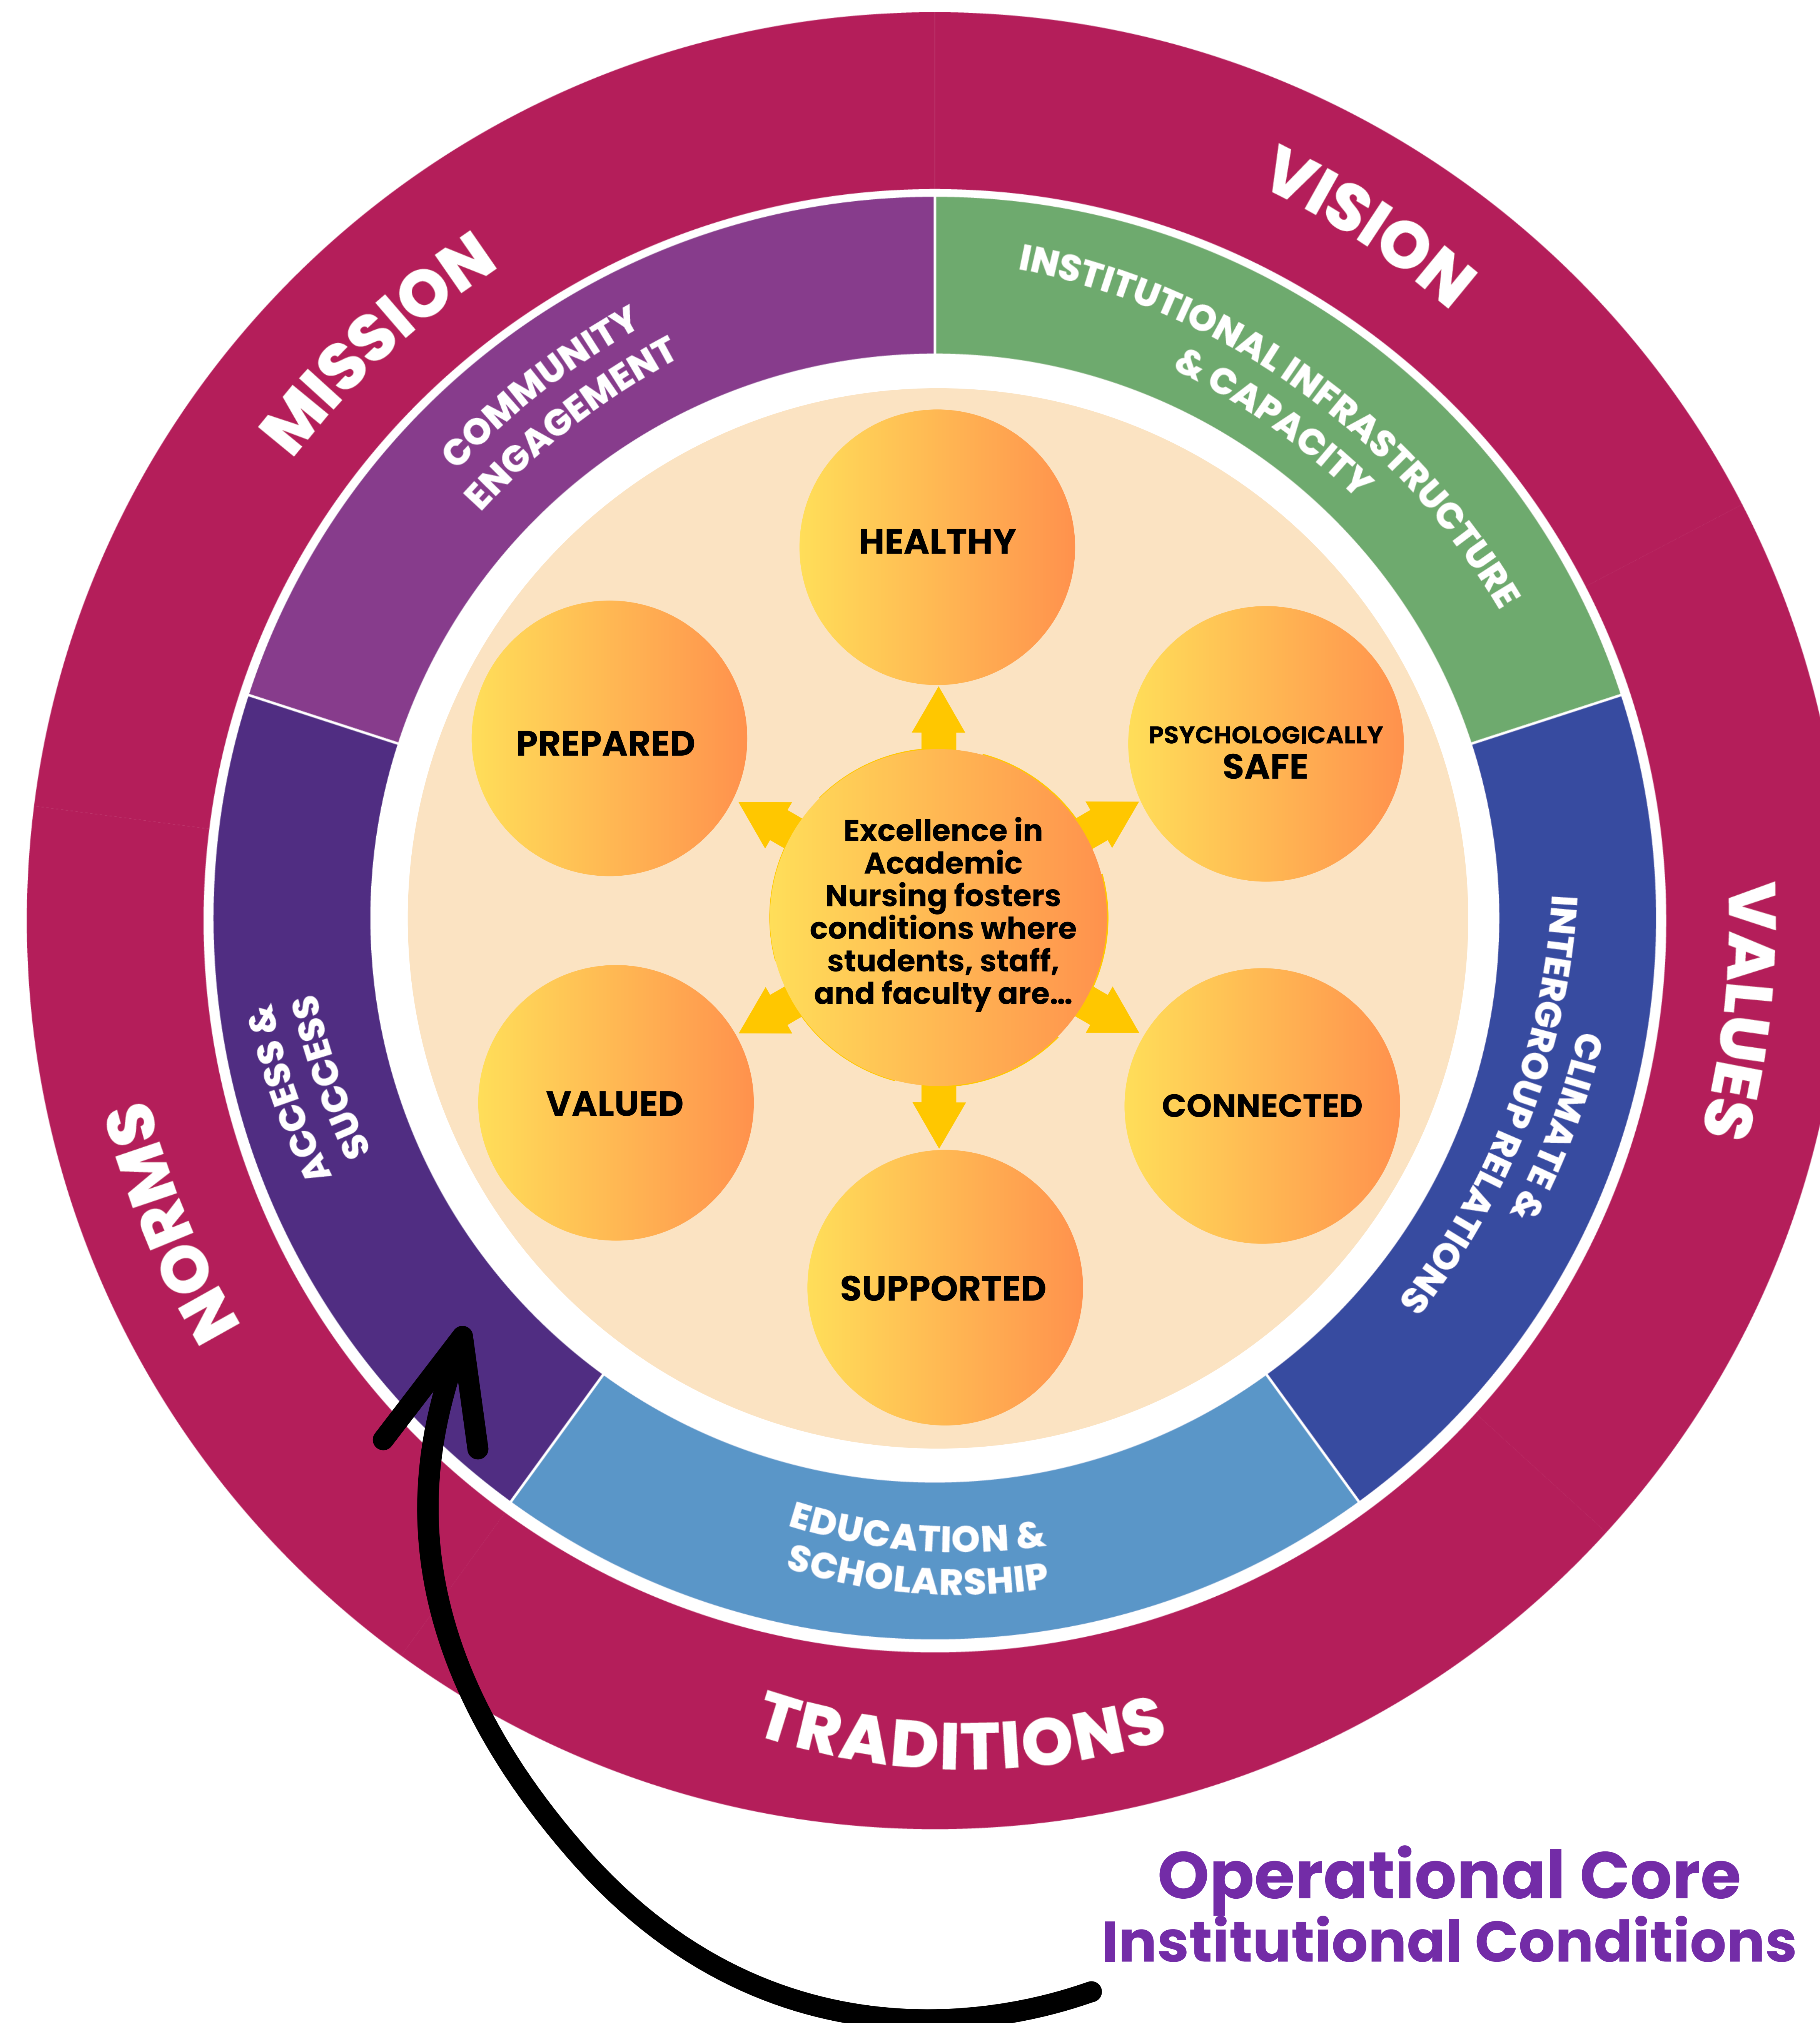 MISSION
VISION
VALUES
TRADITIONS
NORMS
COMMUNITY
ENGAGEMENT
INSTITUTIONAL INFRASTRUCTURE
& CAPACITY
CLIMATE &
INTERGROUP RELATIONS
EDUCATION &
SCHOLARSHIP
ACCESS &
SUCCESS
HEALTHY
PSYCHOLOGICALLY
SAFE
CONNECTED
SUPPORTED
VALUED
PREPARED
Excellence in
Academic
Nursing fosters
conditions where
students, staff,
and faculty are...
Operational Core
Institutional Conditions